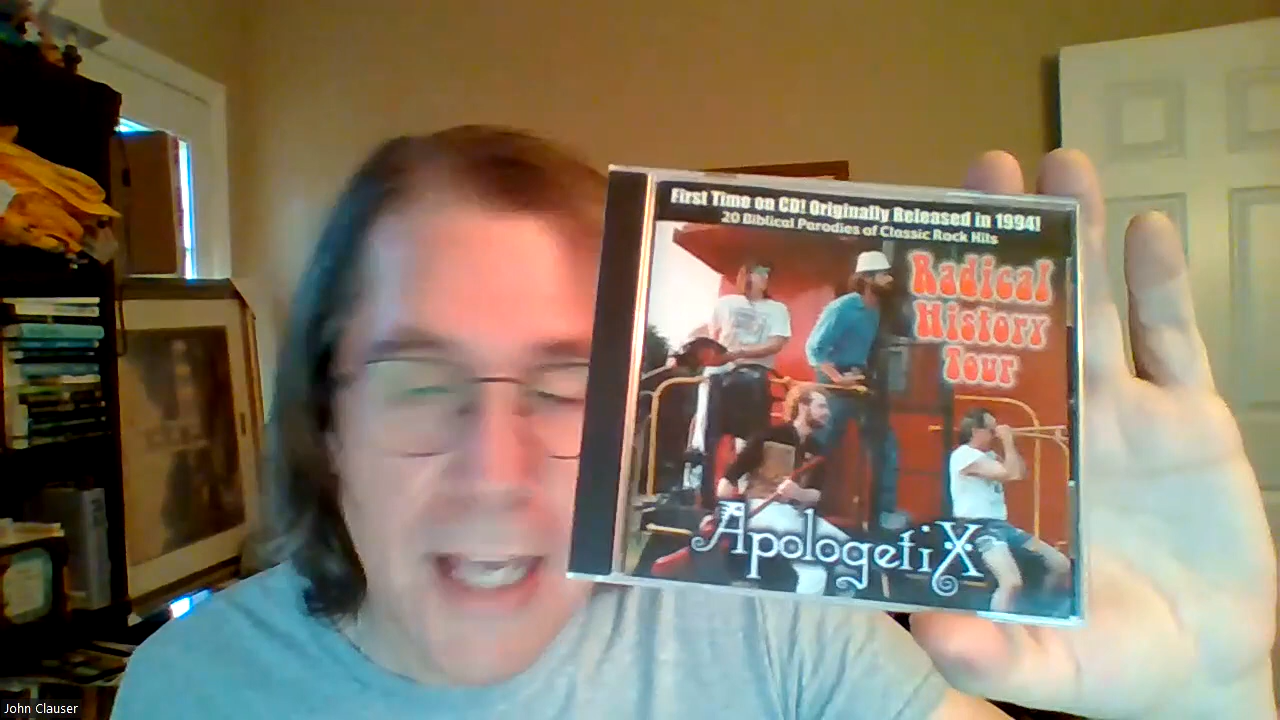 First Time on CD! Originally Released in 1994!
20 Biblical Parodies of Classic Rock Hits
Radical
History
Tour
ApologetiX
John Clauser